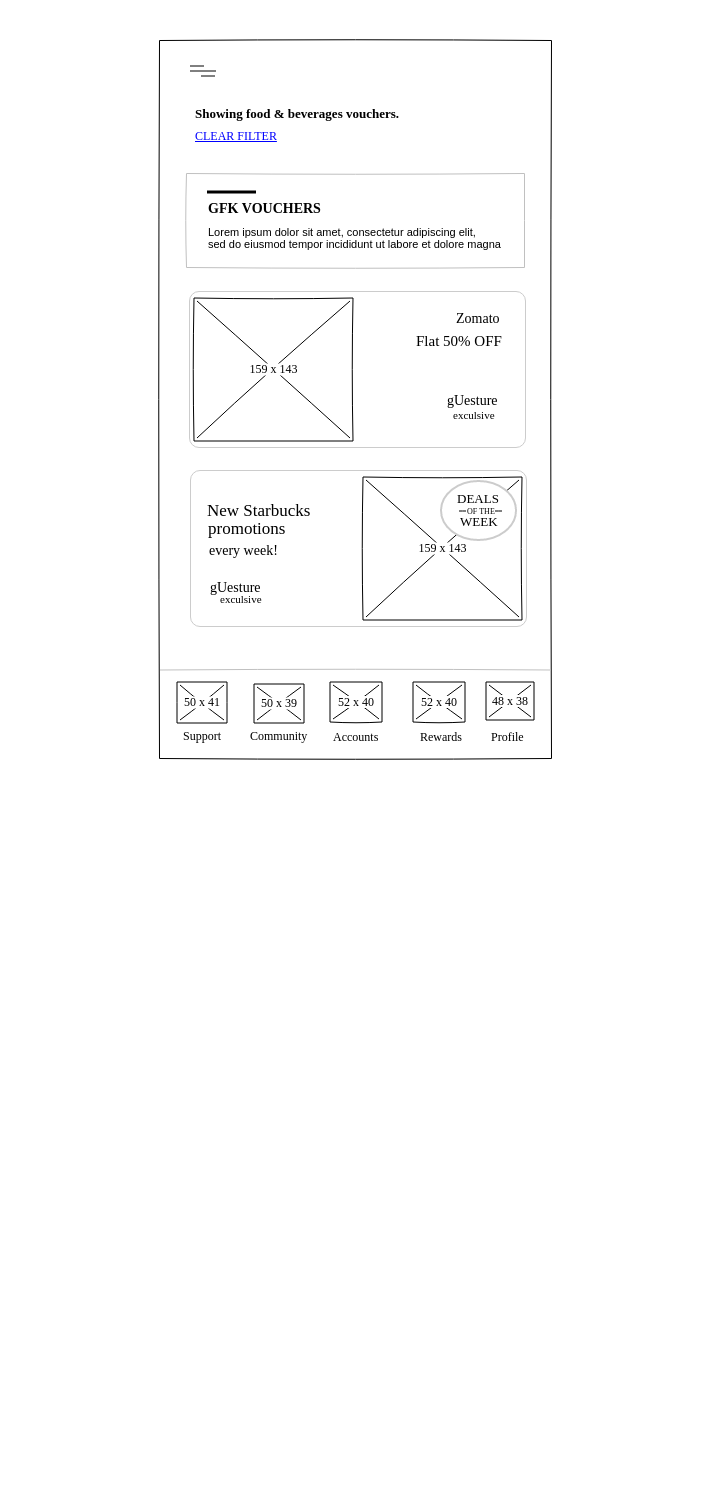 Showing food & beverages vouchers.
CLEAR FILTER
GFK VOUCHERS
Lorem ipsum dolor sit amet, consectetur adipiscing elit,
sed do eiusmod tempor incididunt ut labore et dolore magna
159 x 143
Zomato
Flat 50% OFF
gUesture
exculsive
New Starbucks
promotions
every week!
gUesture
exculsive
DEALS
OF THE
WEEK
159 x 143
50 x 41
50 x 39
52 x 40
52 x 40
48 x 38
Support
Community
Accounts
Rewards
Profile